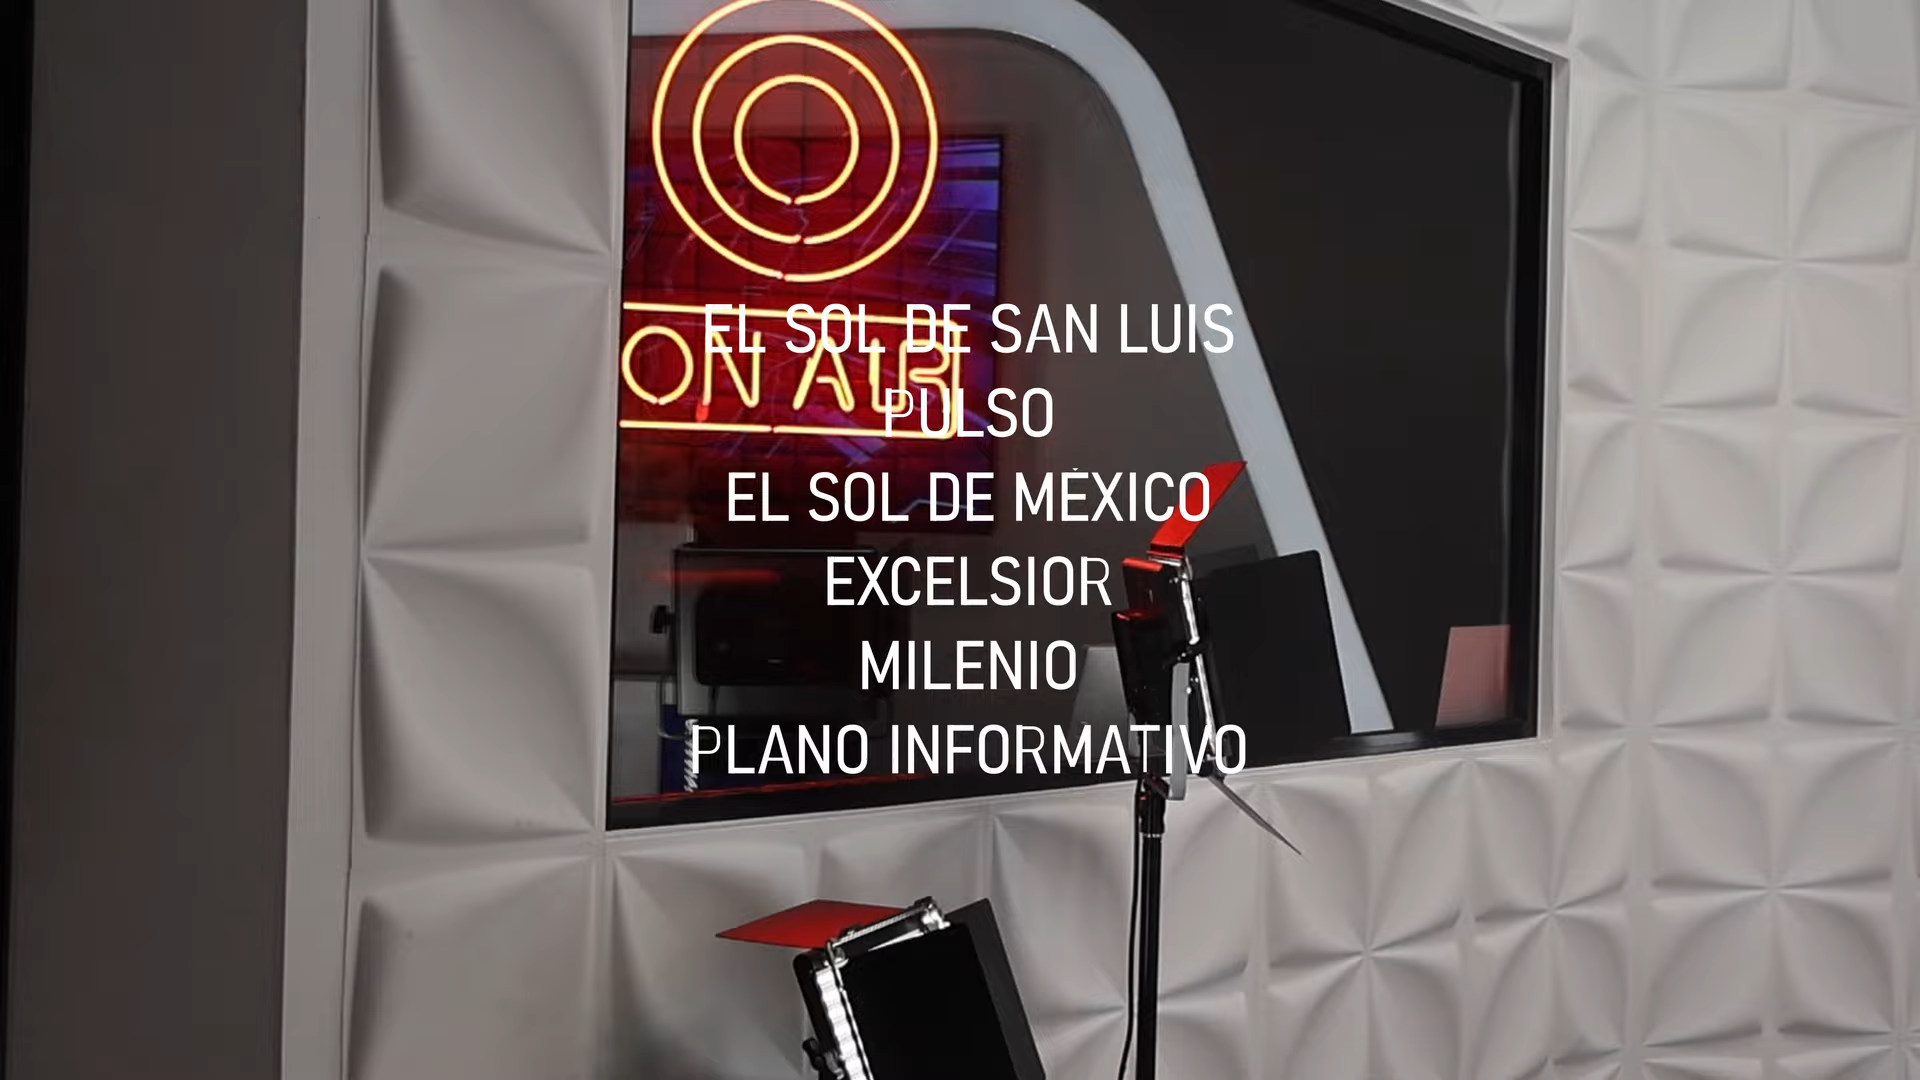 ON AIR
EL SOL DE SAN LUIS
PULSO
EL SOL DE MÉXICO
EXCELSIOR
MILENIO
PLANO INFORMATIVO